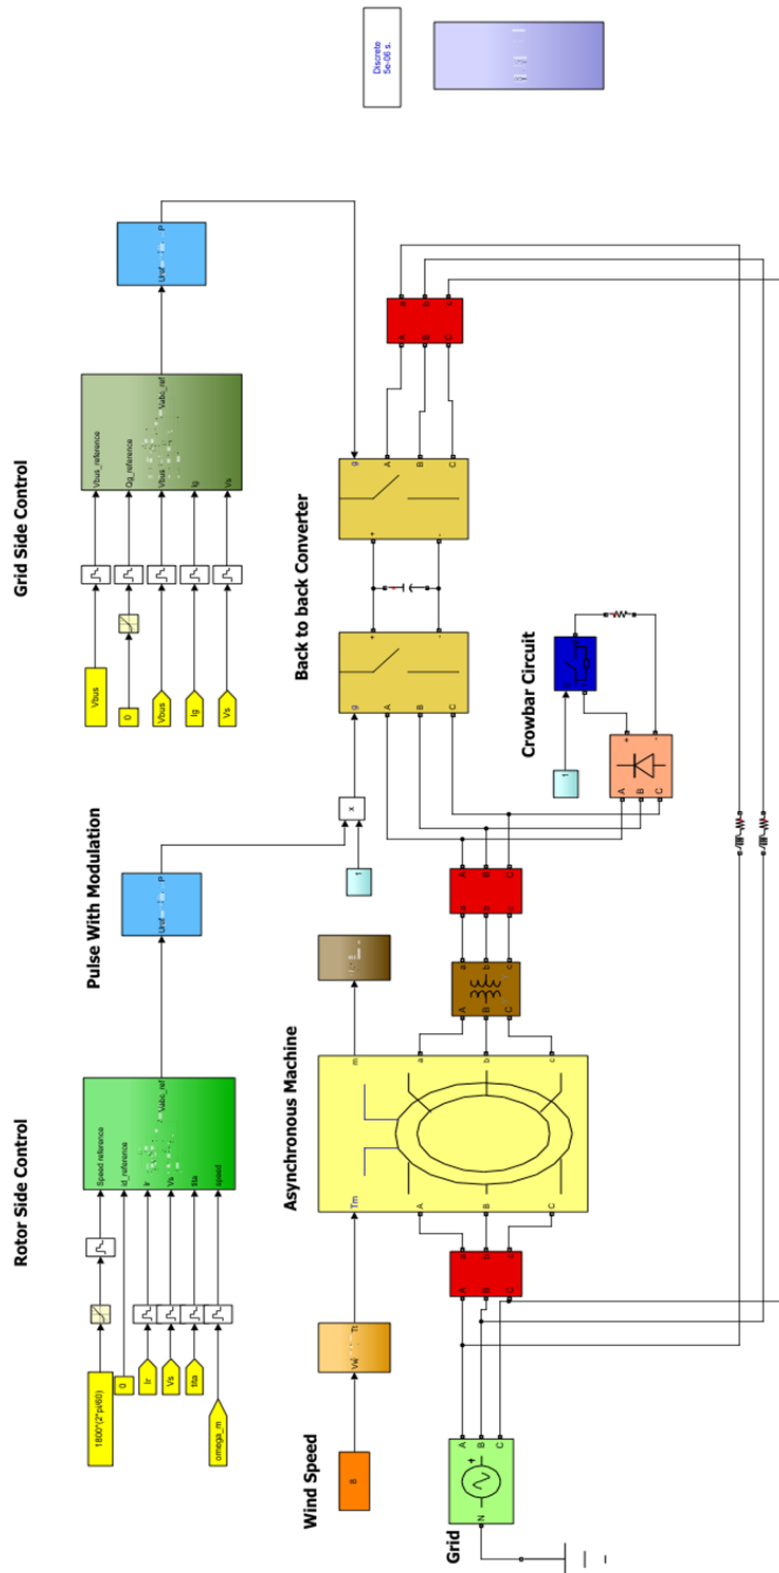 Discrete
5e-06 s.
Rotor Side Control
1800*(2*pi/60)
0
Ir
Vs
tita
omega_m
Speed reference
id_reference
Ir
Vs
tita
speed
Vabc_ref
Pulse With Modulation
Uref
P
Grid Side Control
Vbus
0
Vbus
Ig
Vs
Vbus_reference
Qg_reference
Vbus
Ig
Vs
Vabc_ref
Uref
P
1
x
Wind Speed
8
Vw
Tt
Asynchronous Machine
Tm
m
A
B
C
a
b
c
Grid
N
A
B
C
A
B
C
a
b
c
A
B
C
a
b
c
a
b
c
A
B
C
Back to back Converter
g
A
B
C
+
-
+
-
g
A
B
C
A
B
C
a
b
c
Crowbar Circuit
1
A
B
C
+
-